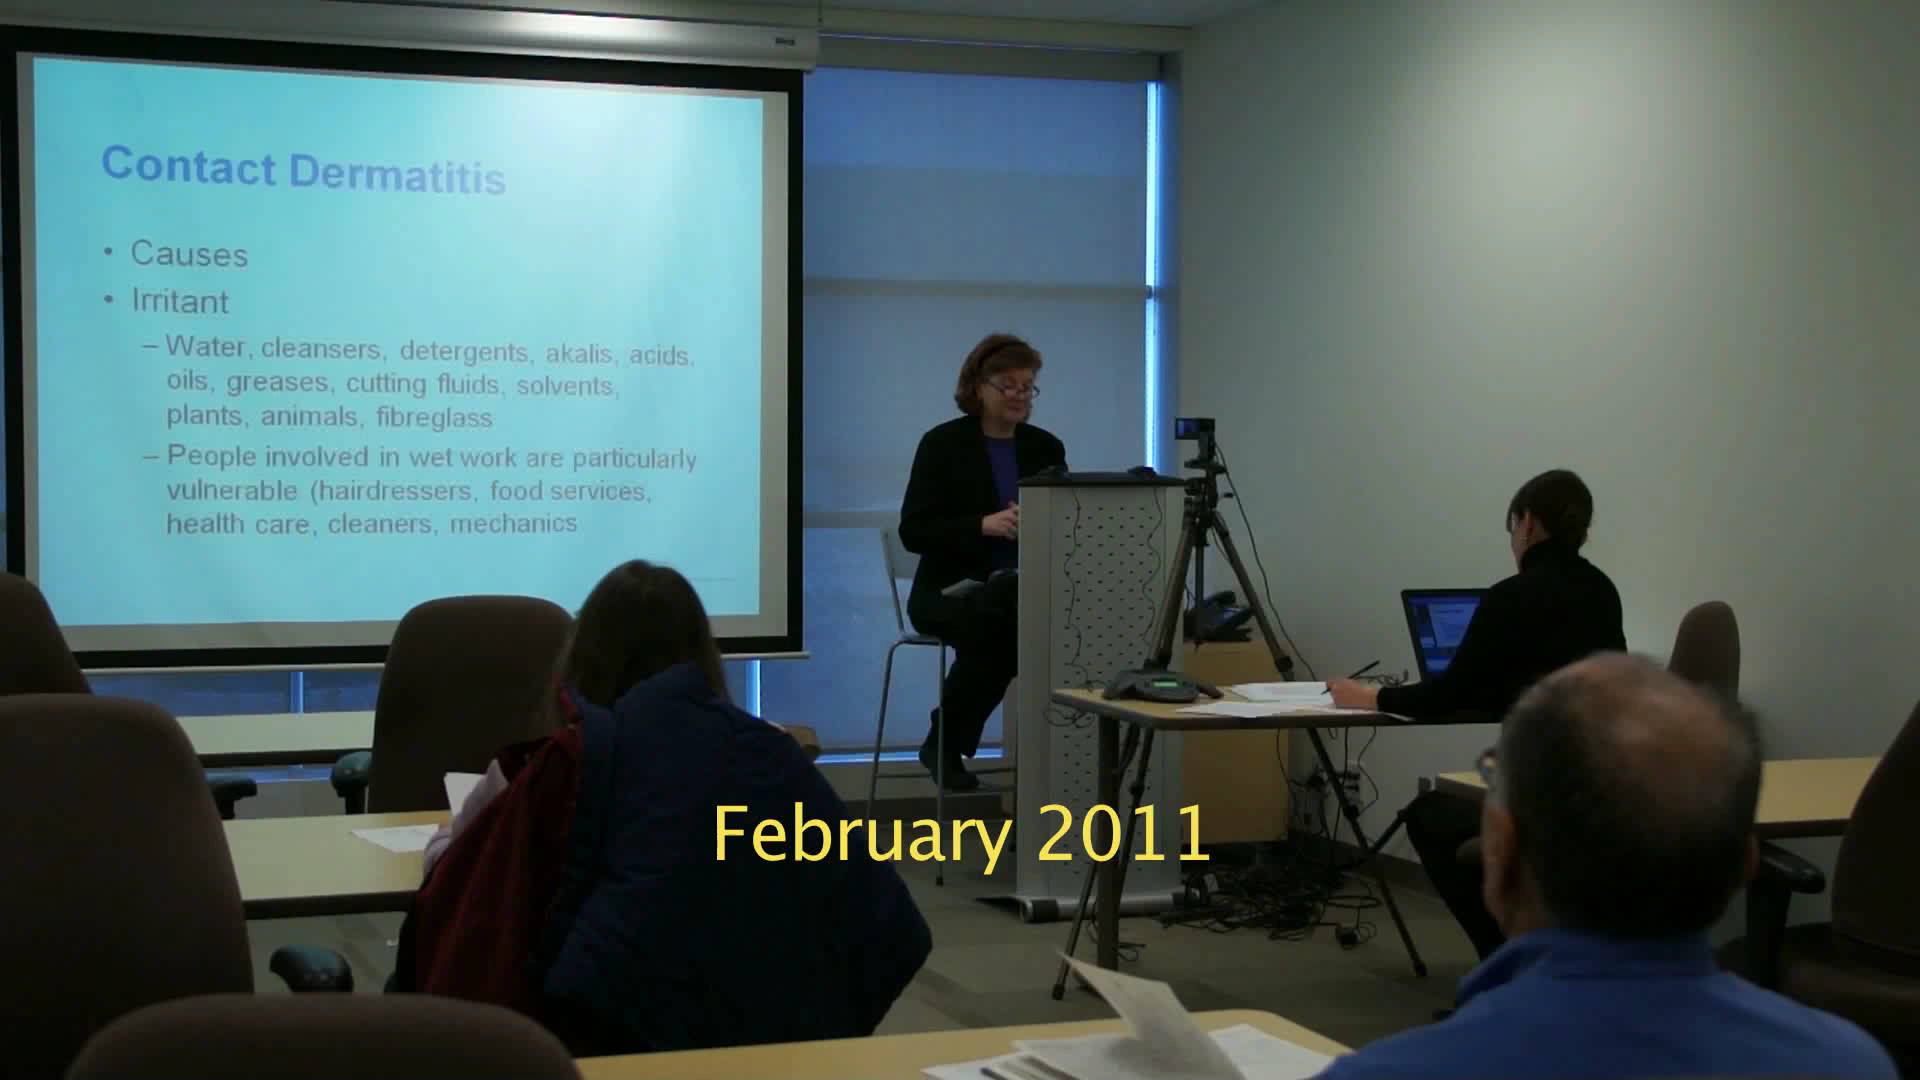 Contact Dermatitis
• Causes
• Irritant
– Water, cleansers, detergents, akalis, acids,
oils, greases, cutting fluids, solvents,
plants, animals, fibreglass
– People involved in wet work are particularly
vulnerable (hairdressers, food services,
health care, cleaners, mechanics
February 2011